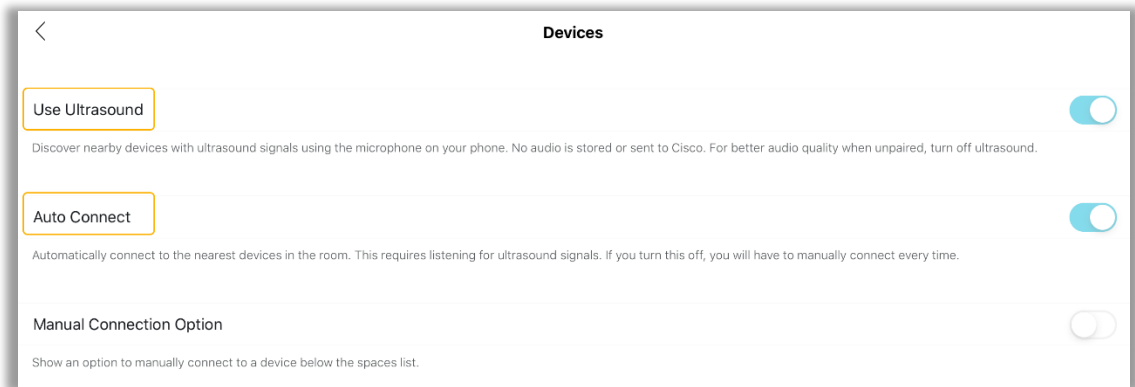 Devices
Use Ultrasound
Discover nearby devices with ultrasound signals using the microphone on your phone. No audio is stored or sent to Cisco. For better audio quality when unpaired, turn off ultrasound.
Auto Connect
Automatically connect to the nearest devices in the room. This requires listening for ultrasound signals. If you turn this off, you will have to manually connect every time.
Manual Connection Option
Show an option to manually connect to a device below the spaces list.